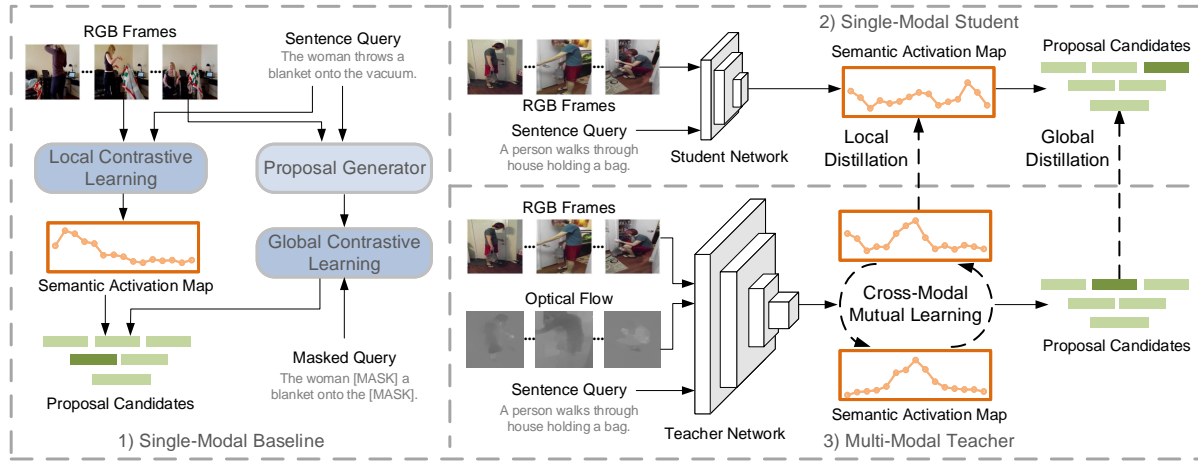 RGB Frames
Sentence Query
The woman throws a
blanket onto the vacuum.
Local Contrastive
Learning
Proposal Generator
Global Contrastive
Learning
Semantic Activation Map
Masked Query
The woman [MASK] a
blanket onto the [MASK].
Proposal Candidates
1) Single-Modal Baseline
2) Single-Modal Student
RGB Frames
Sentence Query
A person walks through
house holding a bag.
Student Network
Semantic Activation Map
Proposal Candidates
Local
Distillation
Global
Distillation
RGB Frames
Optical Flow
Sentence Query
A person walks through
house holding a bag.
Teacher Network
Cross-Modal
Mutual Learning
Semantic Activation Map
Proposal Candidates
3) Multi-Modal Teacher